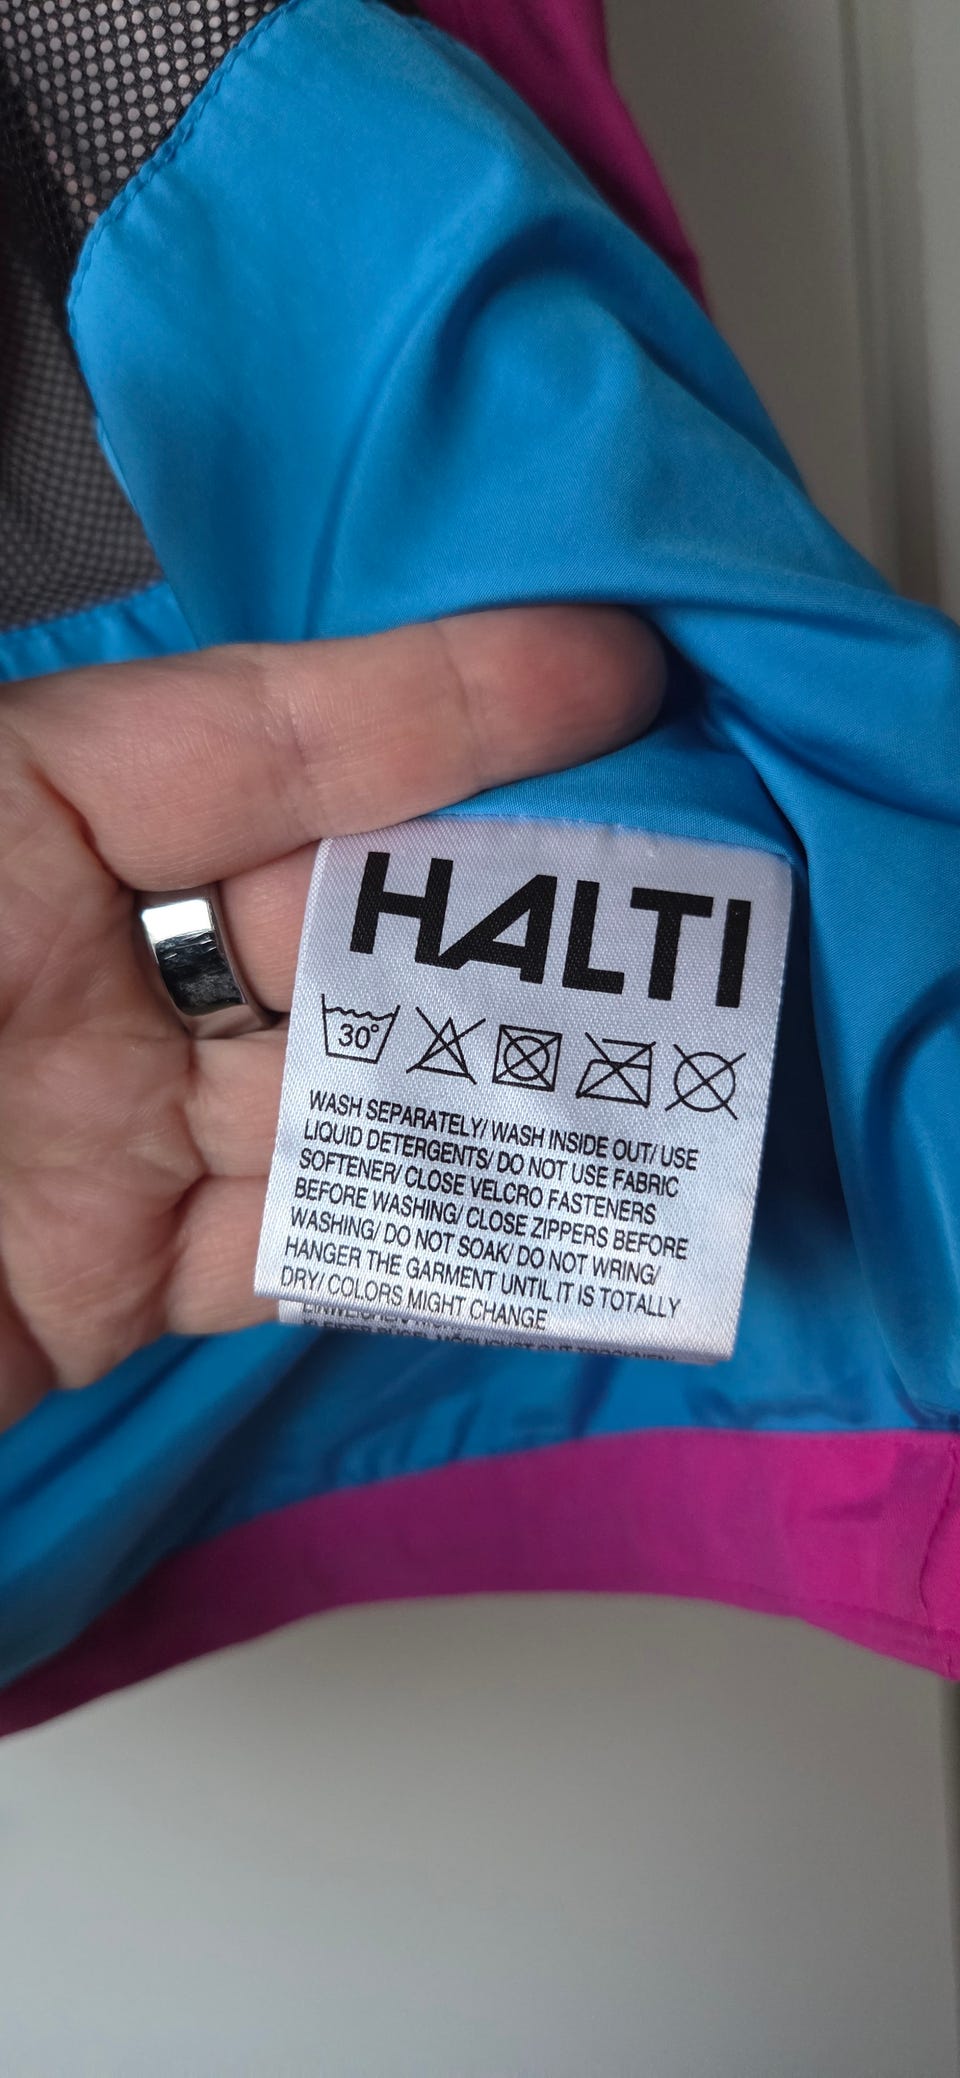 HALTI
30°
WASH SEPARATELY/ WASH INSIDE OUT/ USE
LIQUID DETERGENTS/ DO NOT USE FABRIC
SOFTENER/ CLOSE VELCRO FASTENERS
BEFORE WASHING/ CLOSE ZIPPERS BEFORE
WASHING/ DO NOT SOAK/ DO NOT WRING/
HANGER THE GARMENT UNTIL IT IS TOTALLY
DRY/ COLORS MIGHT CHANGE